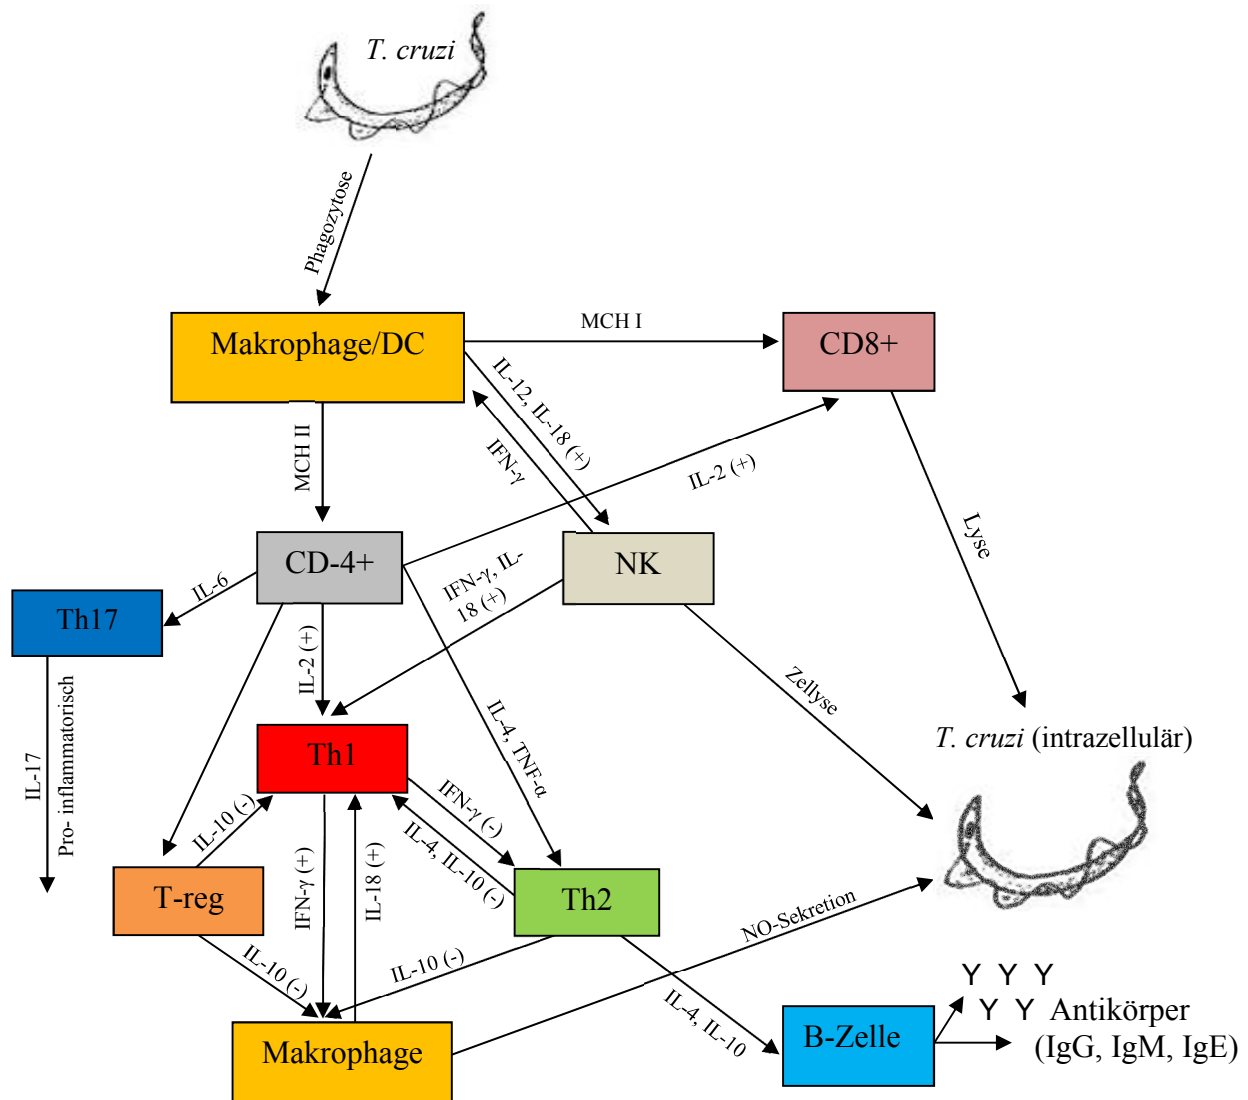 T. cruzi
Phagozytose
Makrophage/DC
MCH I
CD8+
IL-12, IL-18 (+)
IFN-γ
MCH II
IL-2 (+)
Lyse
CD-4+
IFN-γ, IL-
18 (+)
NK
IL-6
Th17
IL-2 (+)
Zellyse
IL-17
Pro- inflammatorisch
IL-4, TNF-α
T. cruzi (intrazellulär)
Th1
IL-10 (-)
IFN-γ (-)
IL-4, IL-10 (-)
IFN-γ (+)
IL-18 (+)
T-reg
Th2
NO-Sekretion
IL-10 (-)
IL-10 (-)
IL-4, IL-10
Makrophage
B-Zelle
Y Y Y
Y Y Antikörper
(IgG, IgM, IgE)